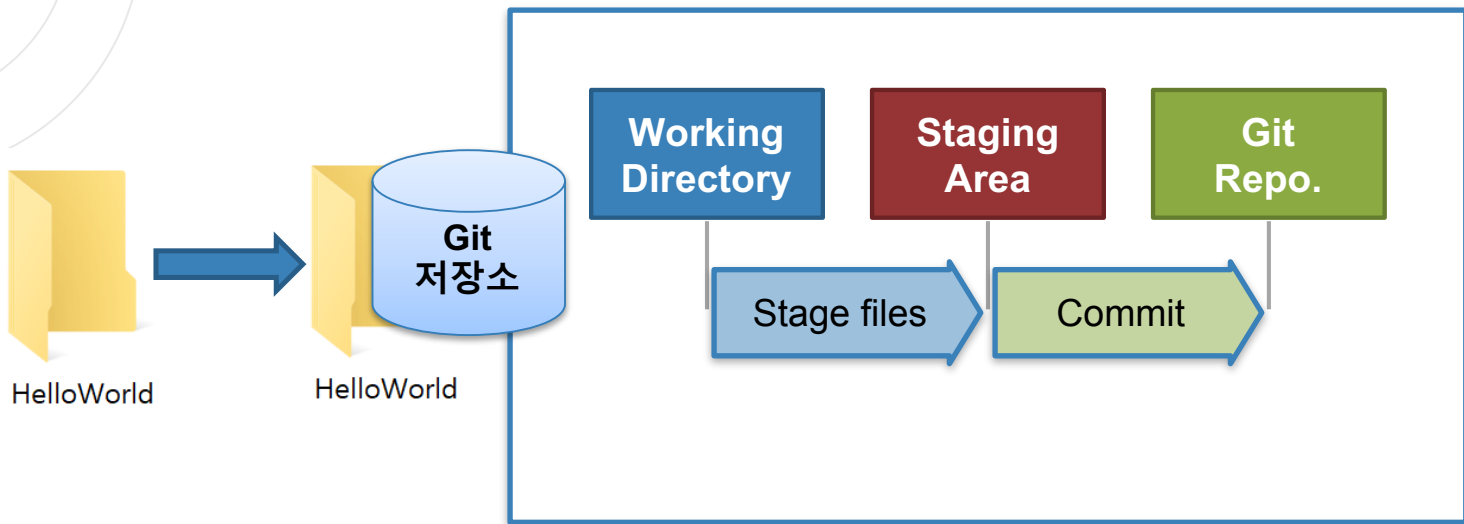 HelloWorld
Git
저장소
HelloWorld
Working
Directory
Staging
Area
Git
Repo.
Stage files
Commit